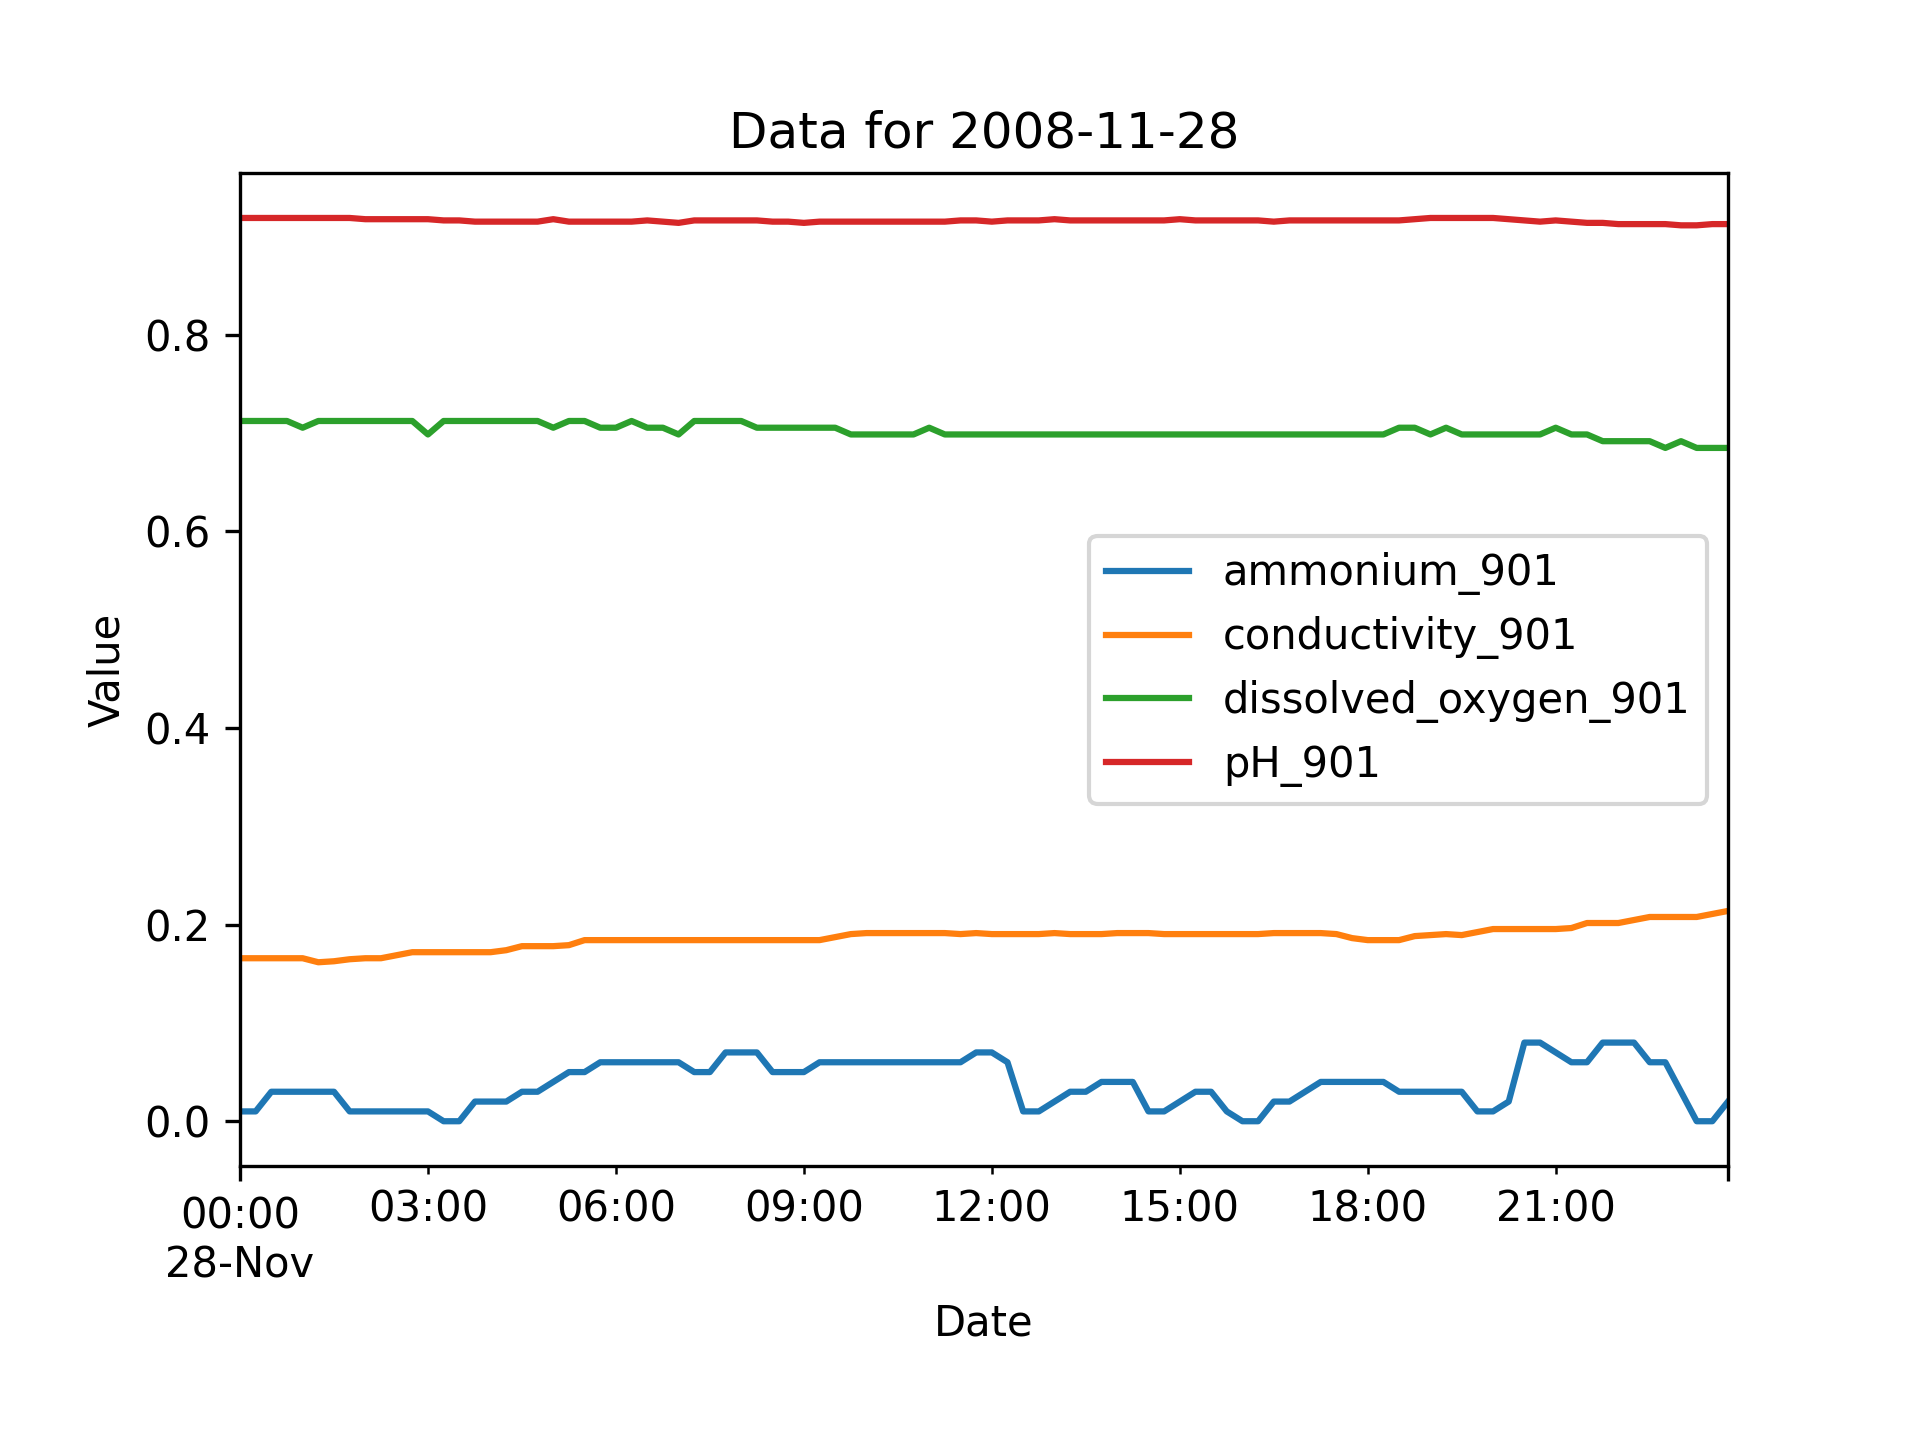 Data for 2008-11-28
Value
0.8
0.6
0.4
0.2
0.0
ammonium_901
conductivity_901
dissolved_oxygen_901
pH_901
00:00 03:00 06:00 09:00 12:00 15:00 18:00 21:00
28-Nov
Date